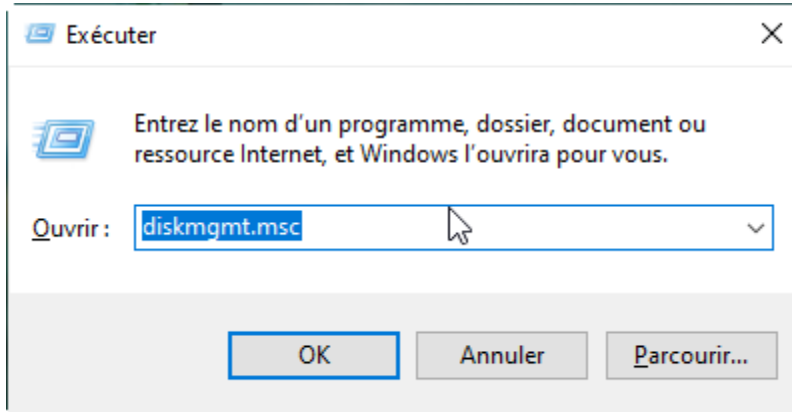 Exécuter
Entrez le nom d’un programme, dossier, document ou
ressource Internet, et Windows l’ouvrira pour vous.
Ouvrir : diskmgmt.msc
OK Annuler Parcourir...